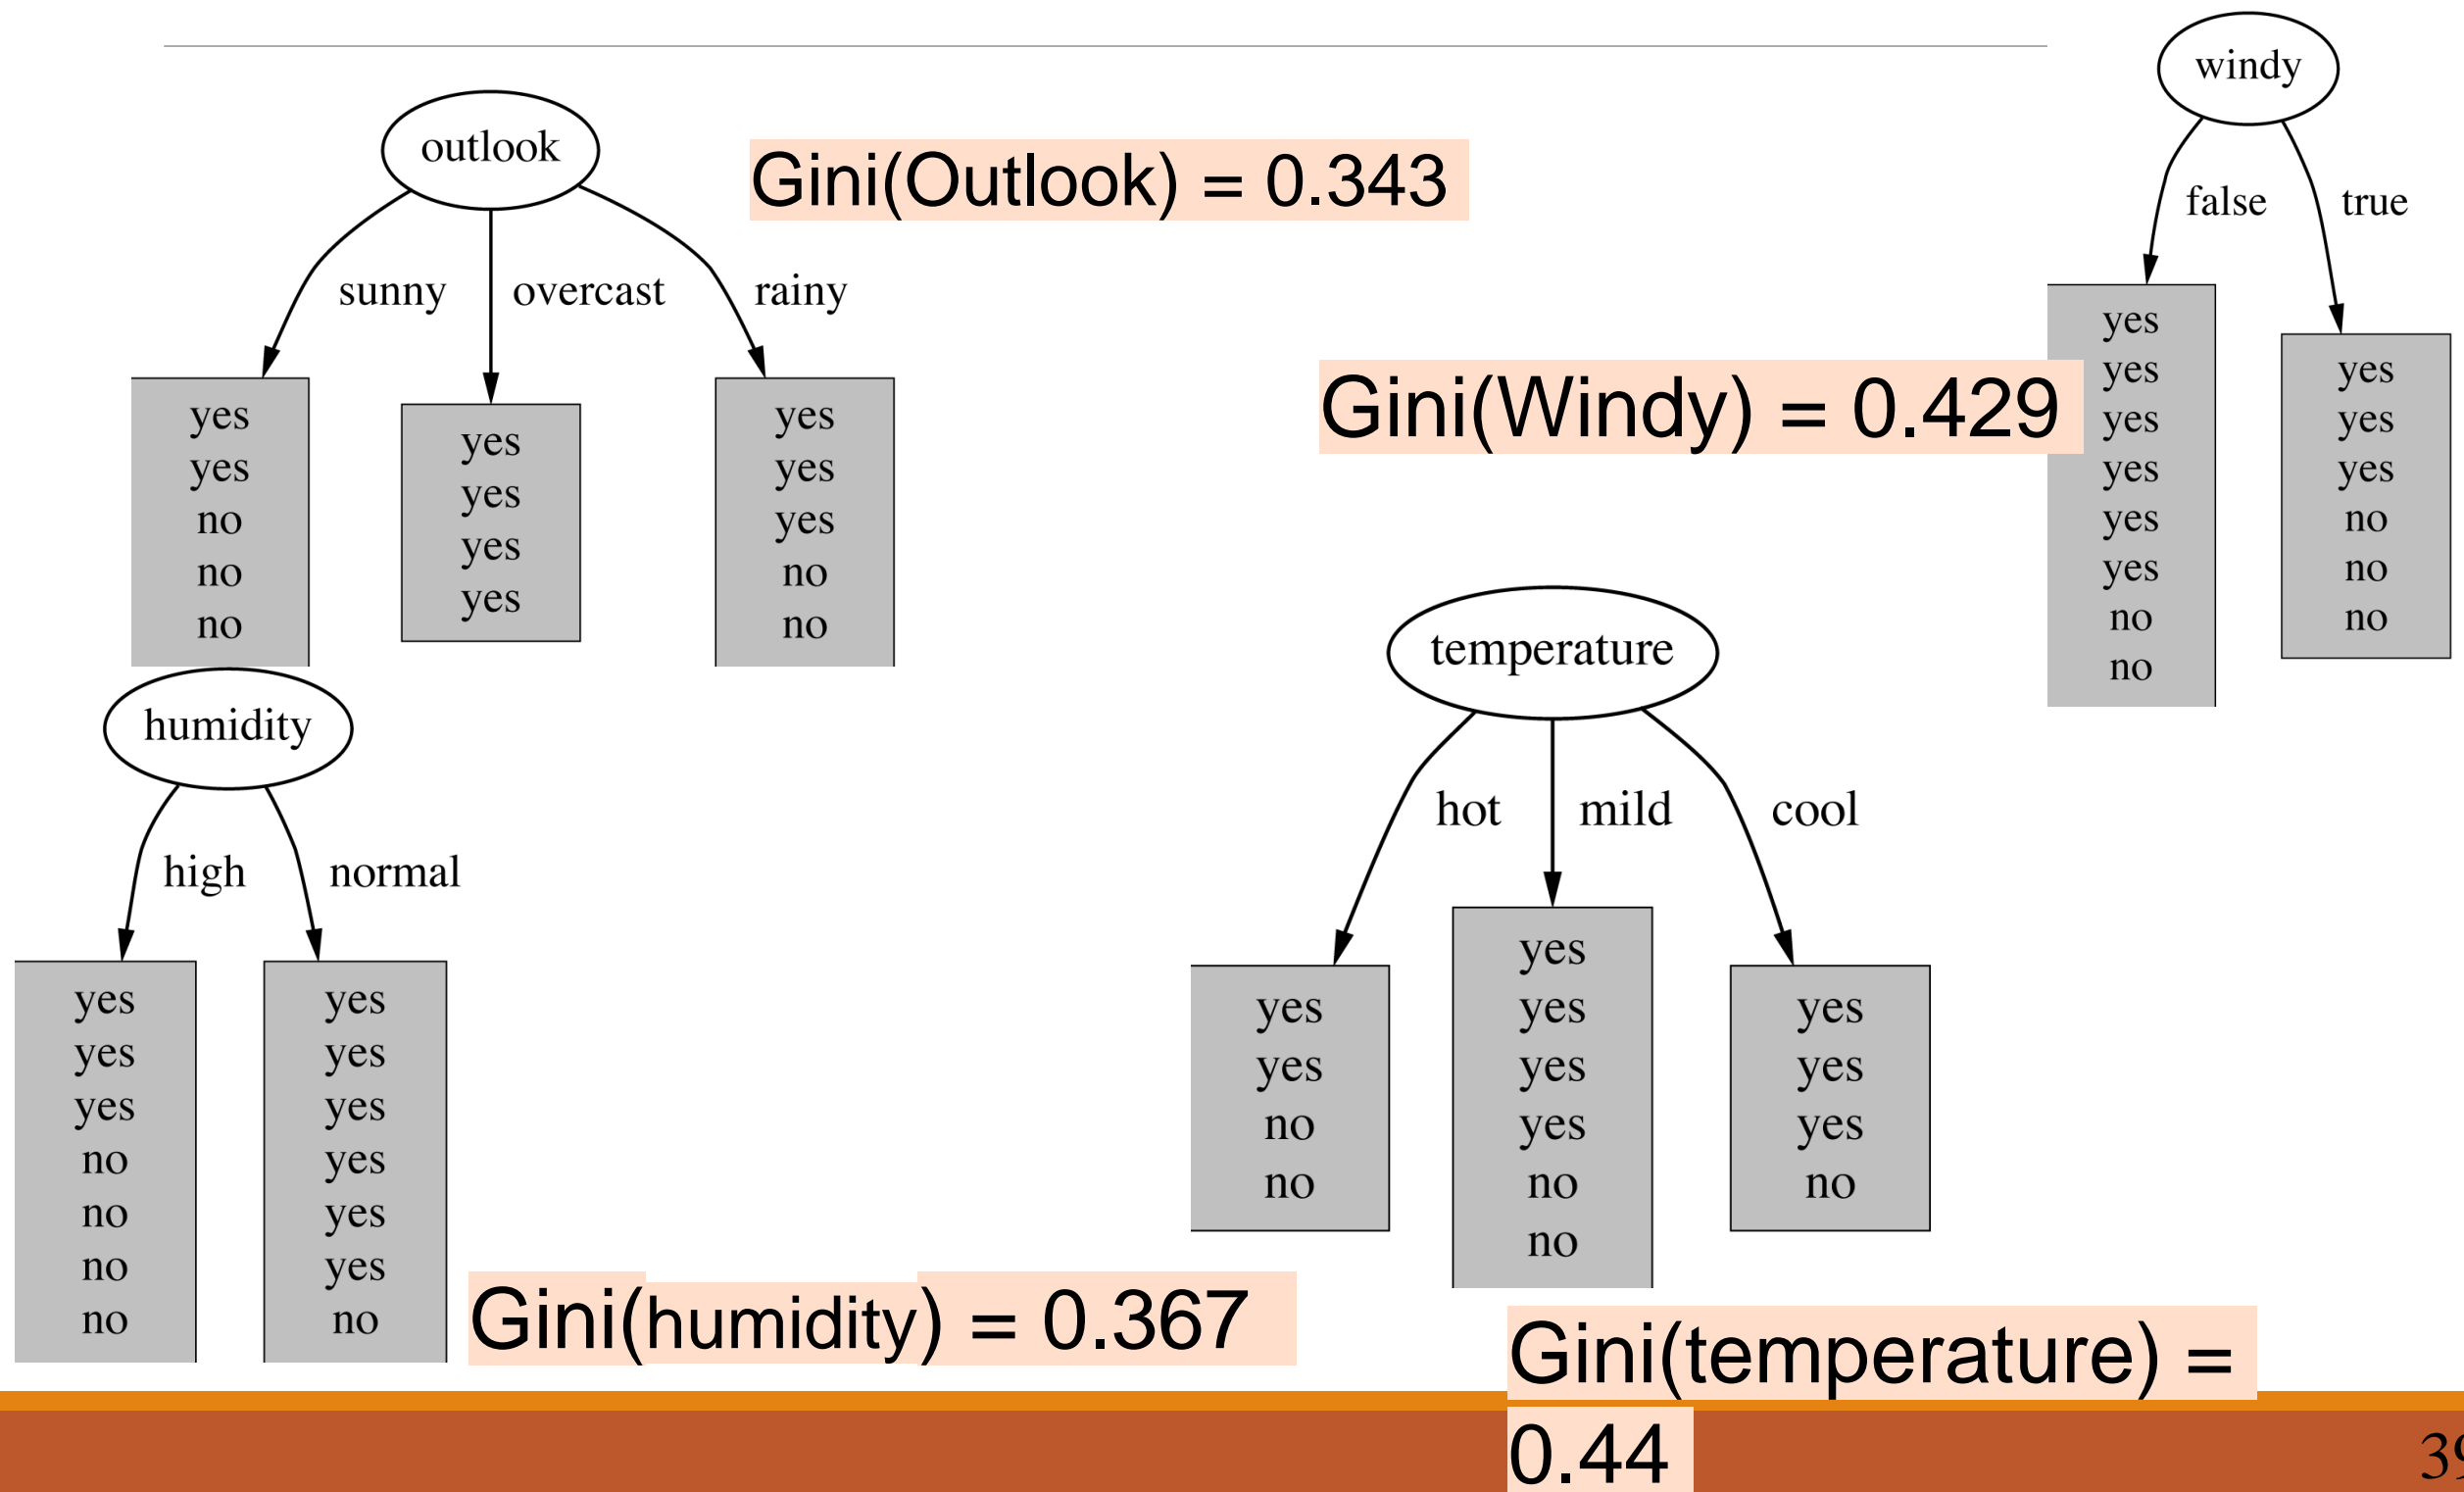 outlook
Gini(Outlook) = 0.343
sunny
overcast
rainy
yes
yes
no
no
no
yes
yes
yes
yes
yes
yes
yes
no
no
windy
false
true
Gini(Windy) = 0.429
yes
yes
yes
yes
yes
yes
no
no
yes
yes
yes
no
no
no
humidity
high
normal
yes
yes
yes
no
no
no
no
yes
yes
yes
yes
yes
yes
no
Gini(humidity) = 0.367
temperature
hot
mild
cool
yes
yes
no
no
yes
yes
yes
yes
no
no
yes
yes
yes
no
Gini(temperature) =
0.44
39